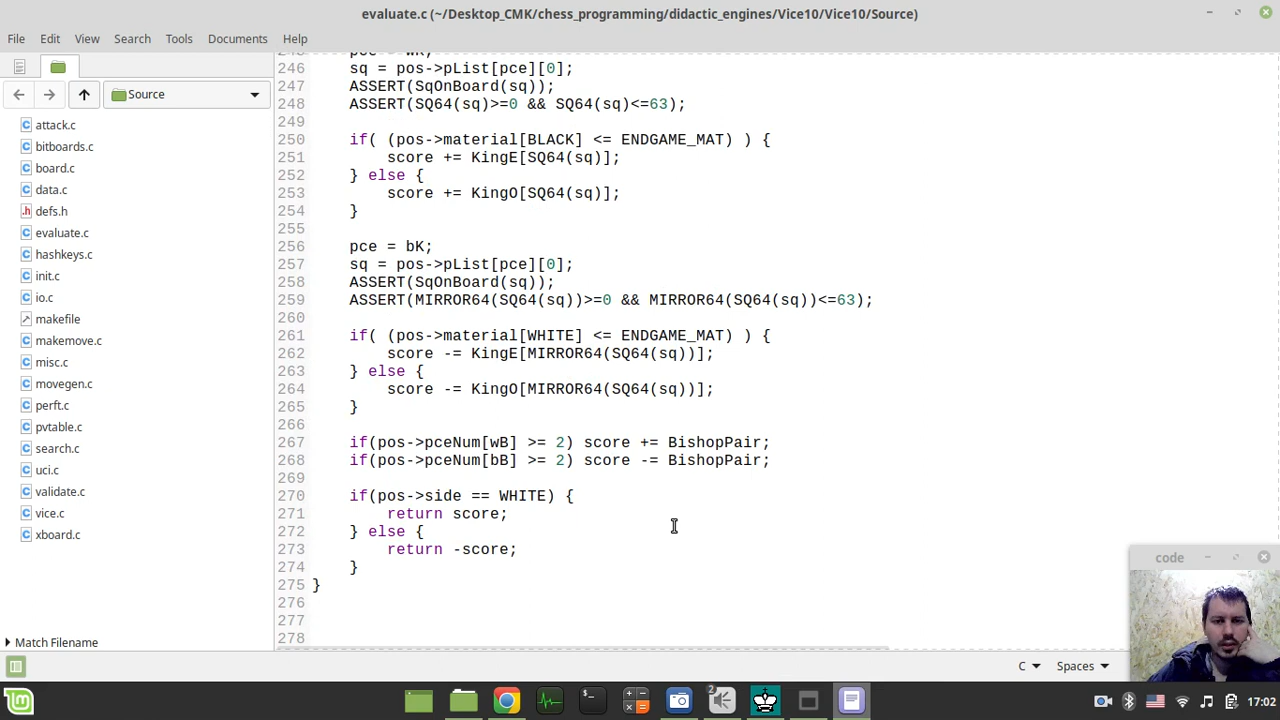 evaluate.c (~/Desktop_CMK/chess_programming/didactic_engines/Vice10/Vice10/Source)
File Edit View Search Tools Documents Help
Source
attack.c
bitboards.c
board.c
data.c
defs.h
evaluate.c
hashkeys.c
init.c
io.c
makefile
makemove.c
misc.c
movegen.c
perft.c
pvtable.c
search.c
uci.c
validate.c
vice.c
xboard.c
Match Filename
246 sq = pos->pList[pce][0];
247 ASSERT(SqOnBoard(sq));
248 ASSERT(SQ64(sq)>=0 && SQ64(sq)<=63);
249
250 if( (pos->material[BLACK] <= ENDGAME_MAT) ) {
251 score += KingE[SQ64(sq)];
252 } else {
253 score += KingO[SQ64(sq)];
254 }
255
256 pce = bK;
257 sq = pos->pList[pce][0];
258 ASSERT(SqOnBoard(sq));
259 ASSERT(MIRROR64(SQ64(sq))>=0 && MIRROR64(SQ64(sq))<=63);
260
261 if( (pos->material[WHITE] <= ENDGAME_MAT) ) {
262 score -= KingE[MIRROR64(SQ64(sq))];
263 } else {
264 score -= KingO[MIRROR64(SQ64(sq))];
265 }
266
267 if(pos->pceNum[wB] >= 2) score += BishopPair;
268 if(pos->pceNum[bB] >= 2) score -= BishopPair;
269
270 if(pos->side == WHITE) {
271 return score;
272 } else {
273 return -score;
274 }
275 }
276
277
278
code
C Spaces
2
17:02